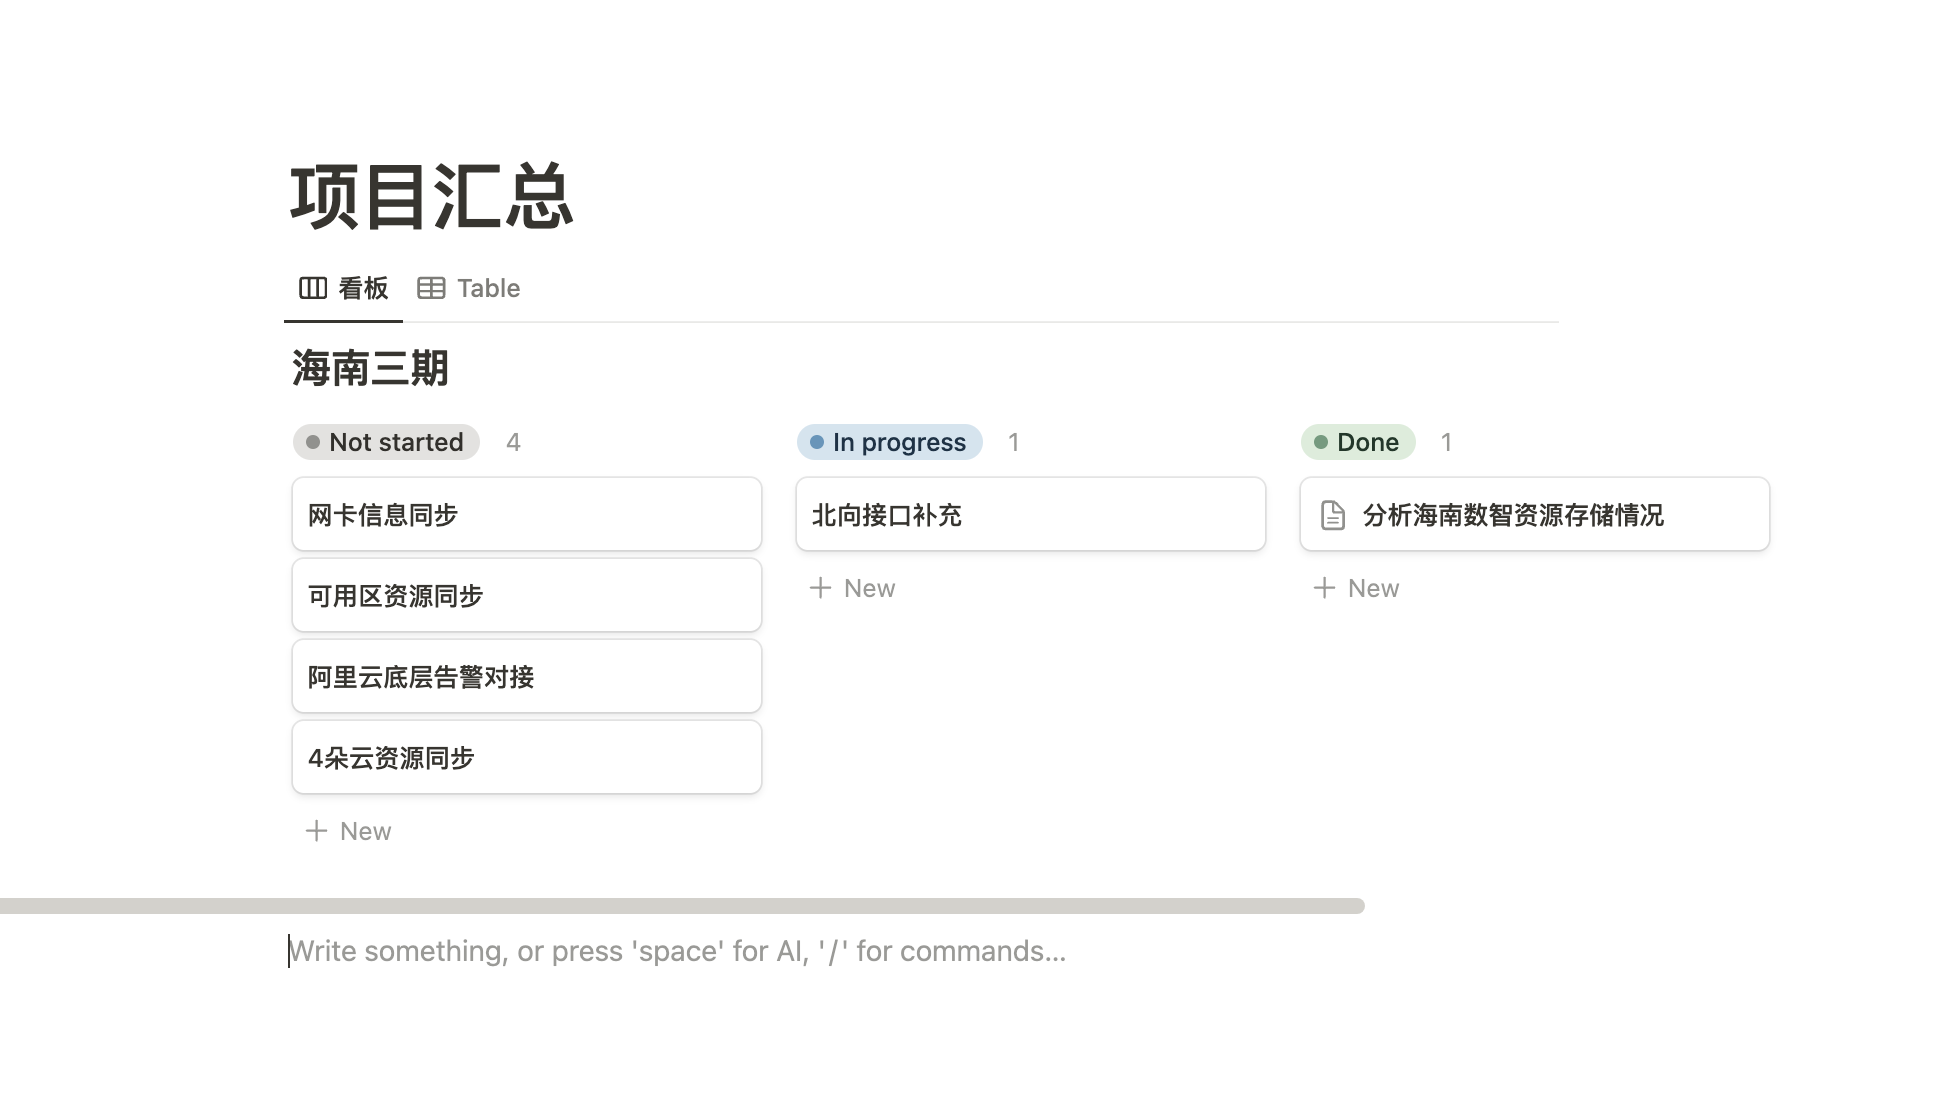 项目汇总
看板 Table
海南三期
Not started 4
网卡信息同步
可用区资源同步
阿里云底层告警对接
4朵云资源同步
New
In progress 1
北向接口补充
New
Done 1
分析海南数智资源存储情况
New
Write something, or press 'space' for AI, '/' for commands...